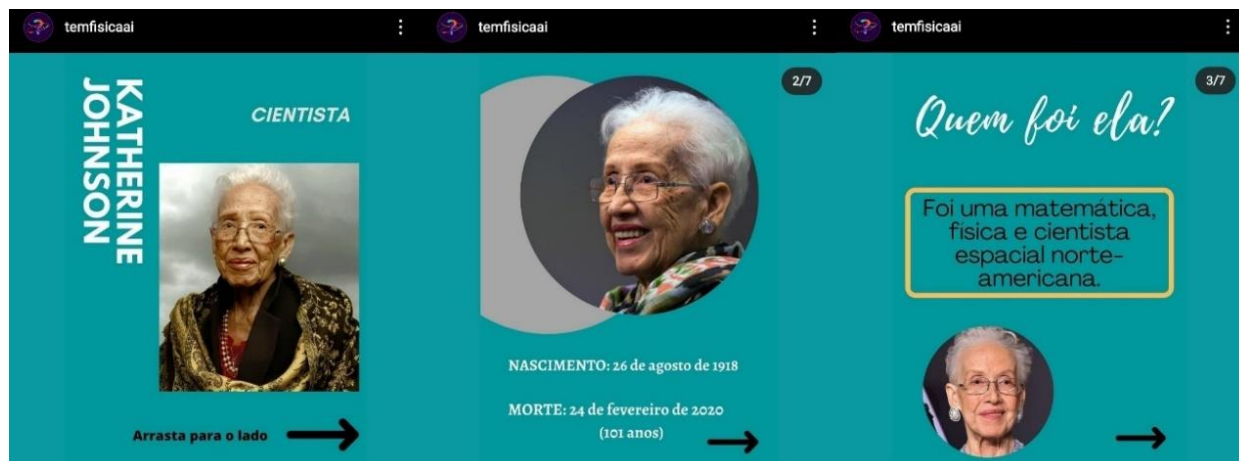 temfisicaai
KATHERINE
JOHNSON
CIENTISTA
Arrasta para o lado
temfisicaai
2/7
NASCIMENTO: 26 de agosto de 1918
MORTE: 24 de fevereiro de 2020
(101 anos)
temfisicaai
3/7
Quem foi ela?
Foi uma matemática,
física e cientista
espacial norte-
americana.